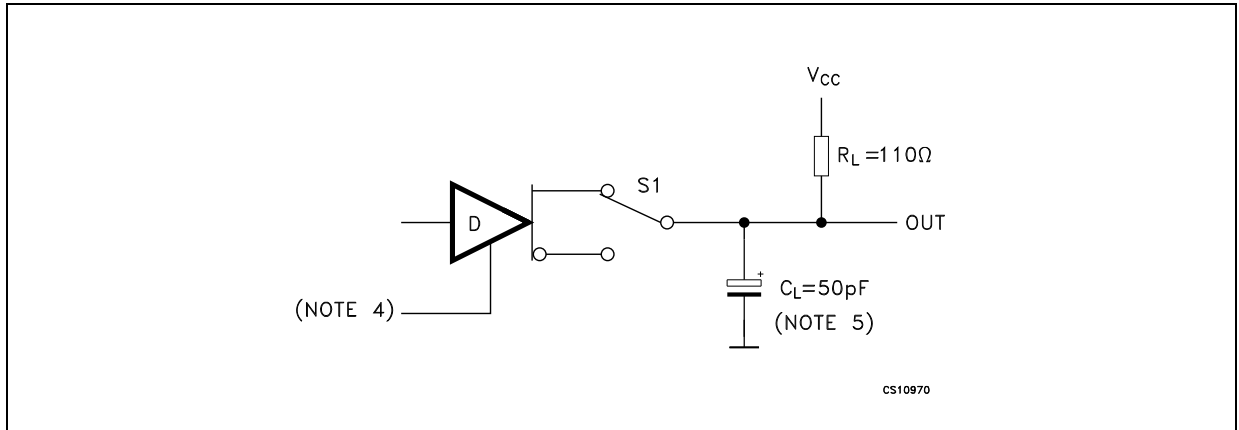 VCC
RL =110Ω
S1
D
OUT
+
CL=50pF
(NOTE 4)
(NOTE 5)
CS10970